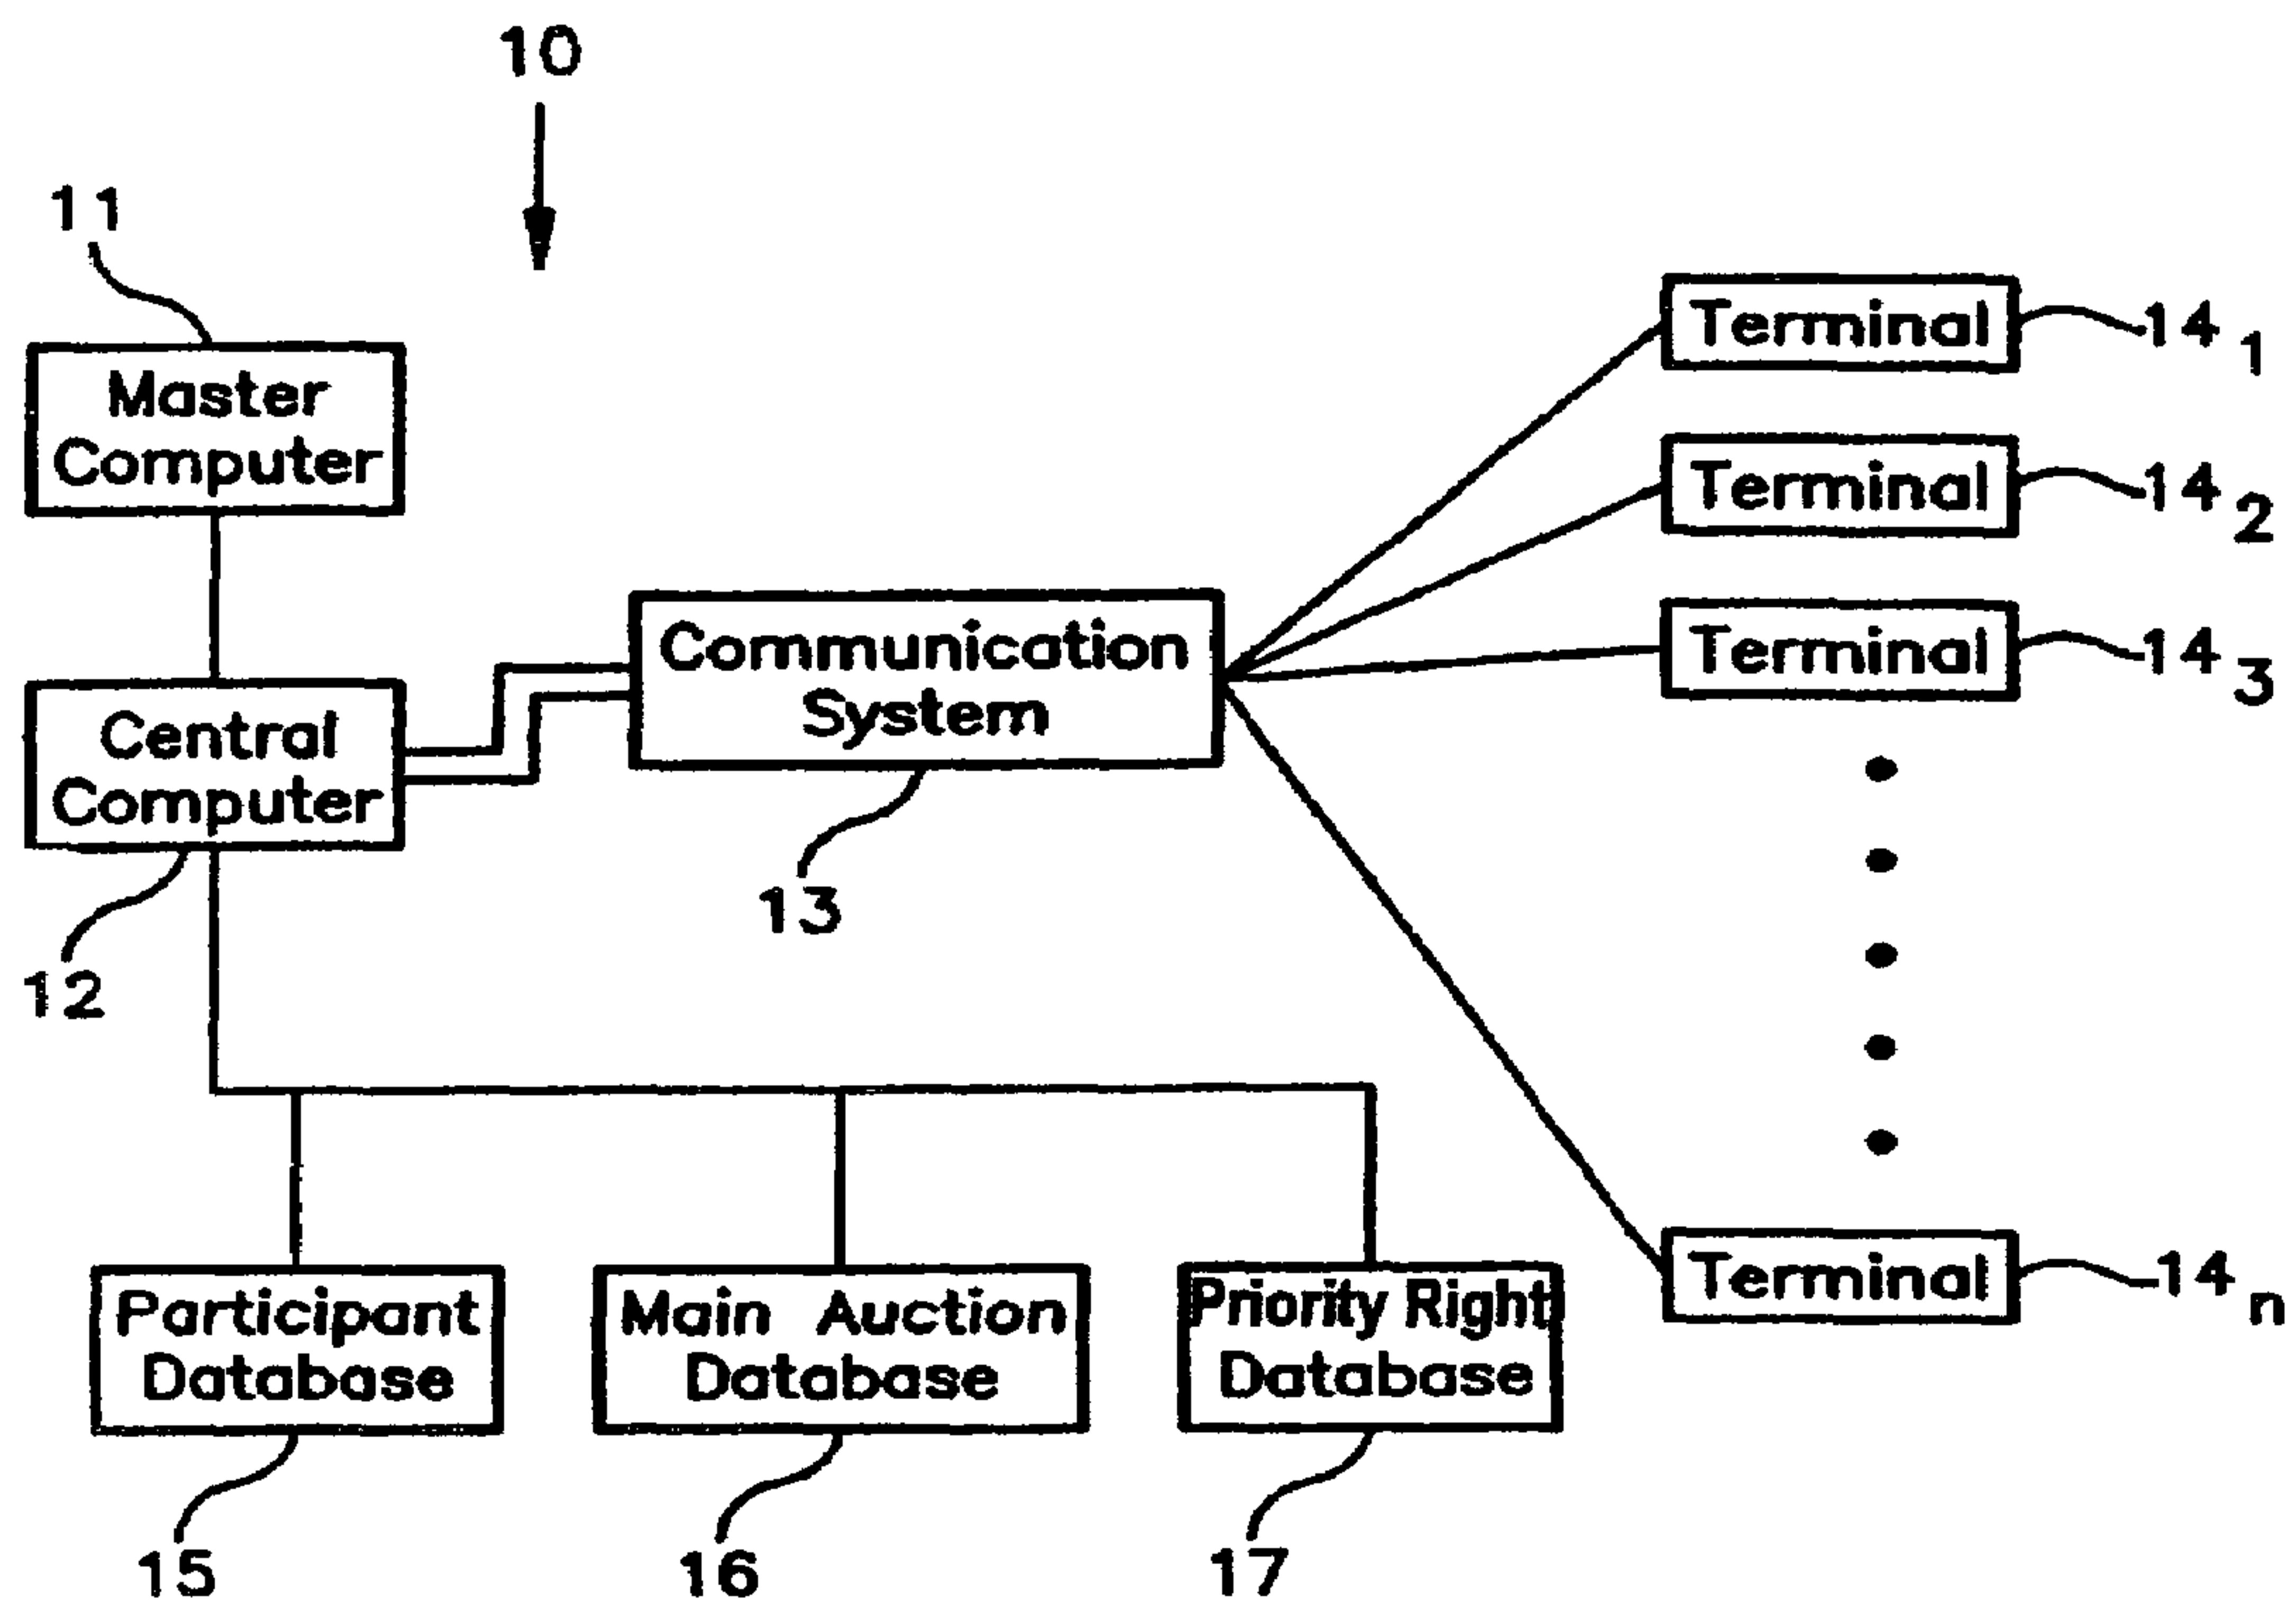 10
11
Master
Computer
Terminal 14 1
Terminal 14 2
Terminal 14 3
Communication
System
13
Central
Computer
12
Terminal 14 n
Participant
Database
15
Main Auction
Database
16
Priority Right
Database
17